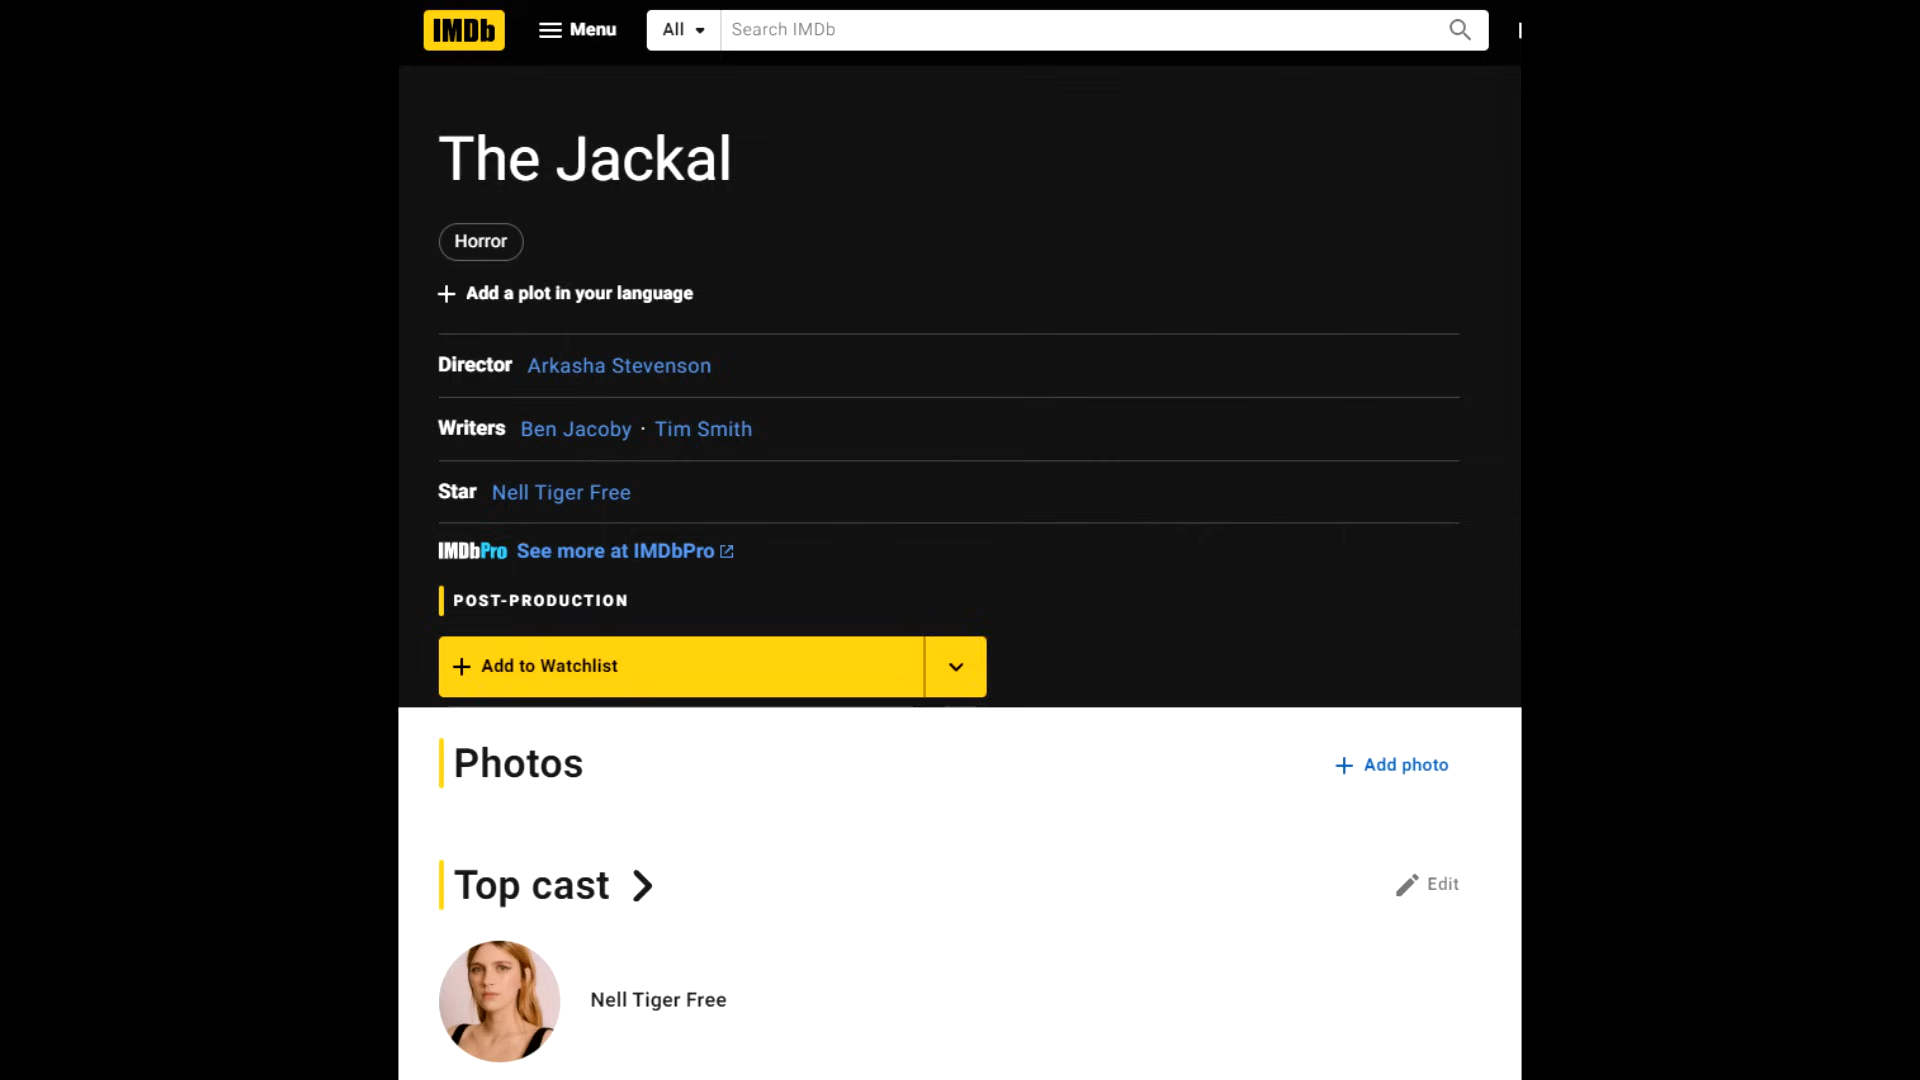 IMDb Menu All Search IMDb
The Jackal
Horror
+ Add a plot in your language
Director Arkasha Stevenson
Writers Ben Jacoby · Tim Smith
Star Nell Tiger Free
IMDbPro See more at IMDbPro
POST-PRODUCTION
+ Add to Watchlist
Photos + Add photo
Top cast Edit
Nell Tiger Free